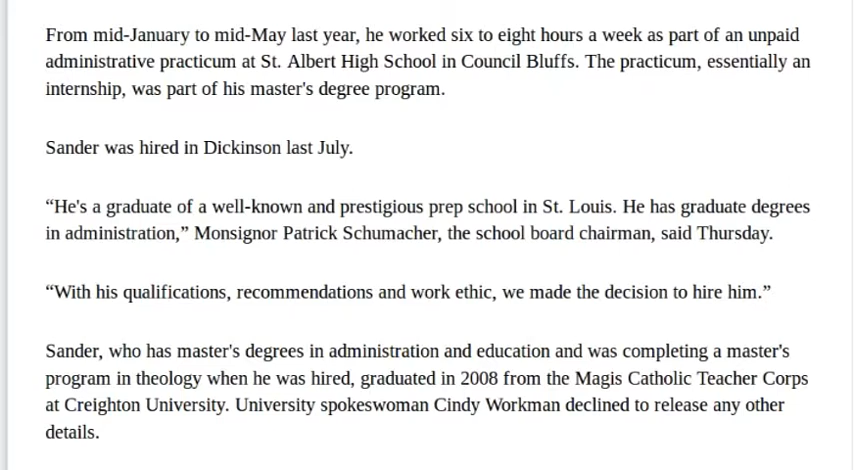 From mid-January to mid-May last year, he worked six to eight hours a week as part of an unpaid
administrative practicum at St. Albert High School in Council Bluffs. The practicum, essentially an
internship, was part of his master's degree program.
Sander was hired in Dickinson last July.
“He's a graduate of a well-known and prestigious prep school in St. Louis. He has graduate degrees
in administration,” Monsignor Patrick Schumacher, the school board chairman, said Thursday.
“With his qualifications, recommendations and work ethic, we made the decision to hire him.”
Sander, who has master's degrees in administration and education and was completing a master's
program in theology when he was hired, graduated in 2008 from the Magis Catholic Teacher Corps
at Creighton University. University spokeswoman Cindy Workman declined to release any other
details.